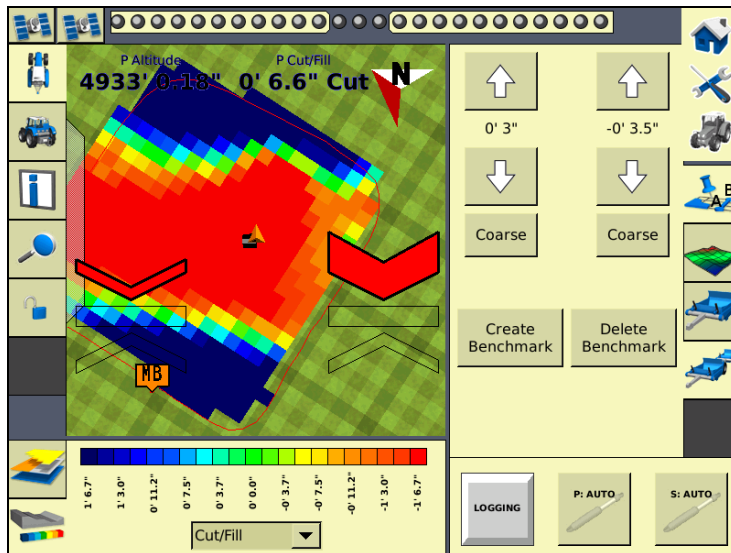 P Altitude
4933' 0.18"
P Cut/Fill
0' 6.6" Cut
N
MB
0' 3"
-0' 3.5"
Coarse
Coarse
Create
Benchmark
Delete
Benchmark
A B
1' 6.7"
1' 3.0"
0' 11.2"
0' 7.5"
0' 3.7"
0' 0.0"
-0' 3.7"
-0' 7.5"
-0' 11.2"
-1' 3.0"
-1' 6.7"
Cut/Fill
LOGGING
P: AUTO
S: AUTO